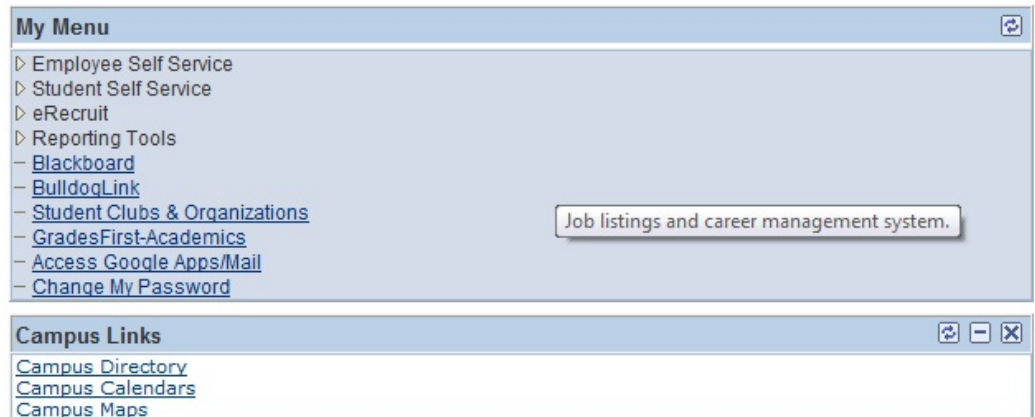 My Menu
Employee Self Service
Student Self Service
eRecruit
Reporting Tools
Blackboard
BulldogLink
Student Clubs & Organizations
Job listings and career management system.
GradesFirst-Academics
Access Google Apps/Mail
Change My Password
Campus Links
Campus Directory
Campus Calendars
Campus Maps